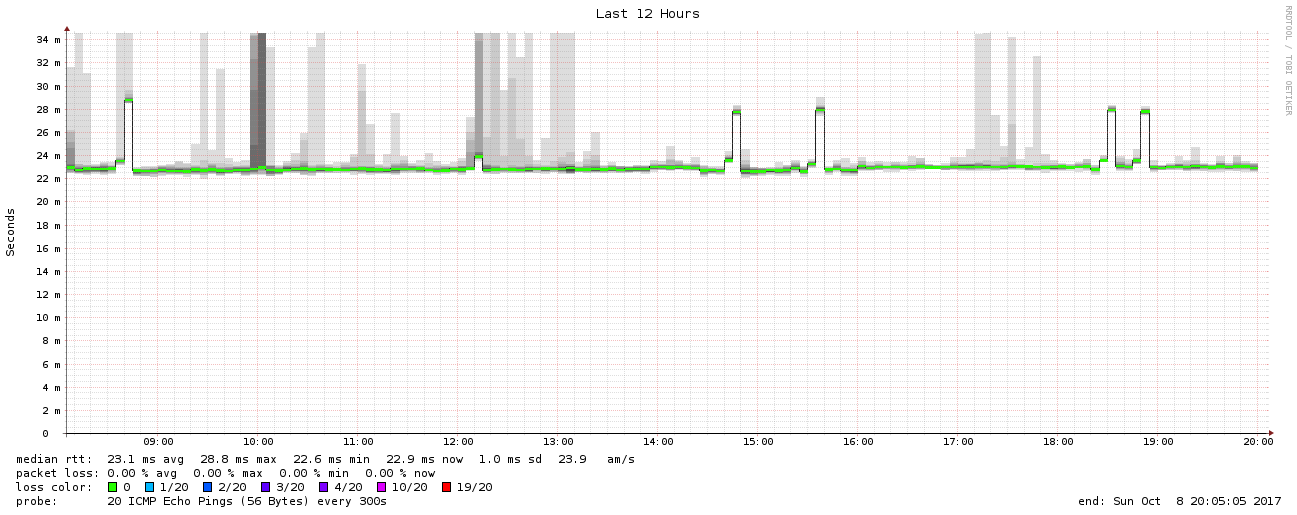 Last 12 Hours
RRDTOOL / TOBI OETIKER
Seconds
34 m
32 m
30 m
28 m
26 m
24 m
22 m
20 m
18 m
16 m
14 m
12 m
10 m
8 m
6 m
4 m
2 m
0
09:00 10:00 11:00 12:00 13:00 14:00 15:00 16:00 17:00 18:00 19:00 20:00
median rtt: 23.1 ms avg 28.8 ms max 22.6 ms min 22.9 ms now 1.0 ms sd 23.9 am/s
packet loss: 0.00 % avg 0.00 % max 0.00 % min 0.00 % now
loss color: 0 1/20 2/20 3/20 4/20 10/20 19/20
probe: 20 ICMP Echo Pings (56 Bytes) every 300s end: Sun Oct 8 20:05:05 2017